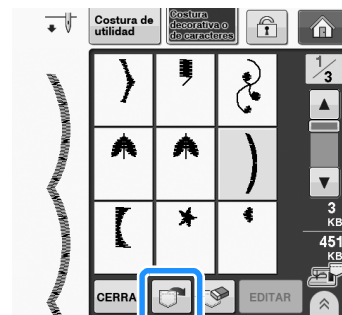 Costura de
utilidad
Costura
decorativa o
de caracteres
1/3
3
KB
451
KB
CERRA
EDITAR